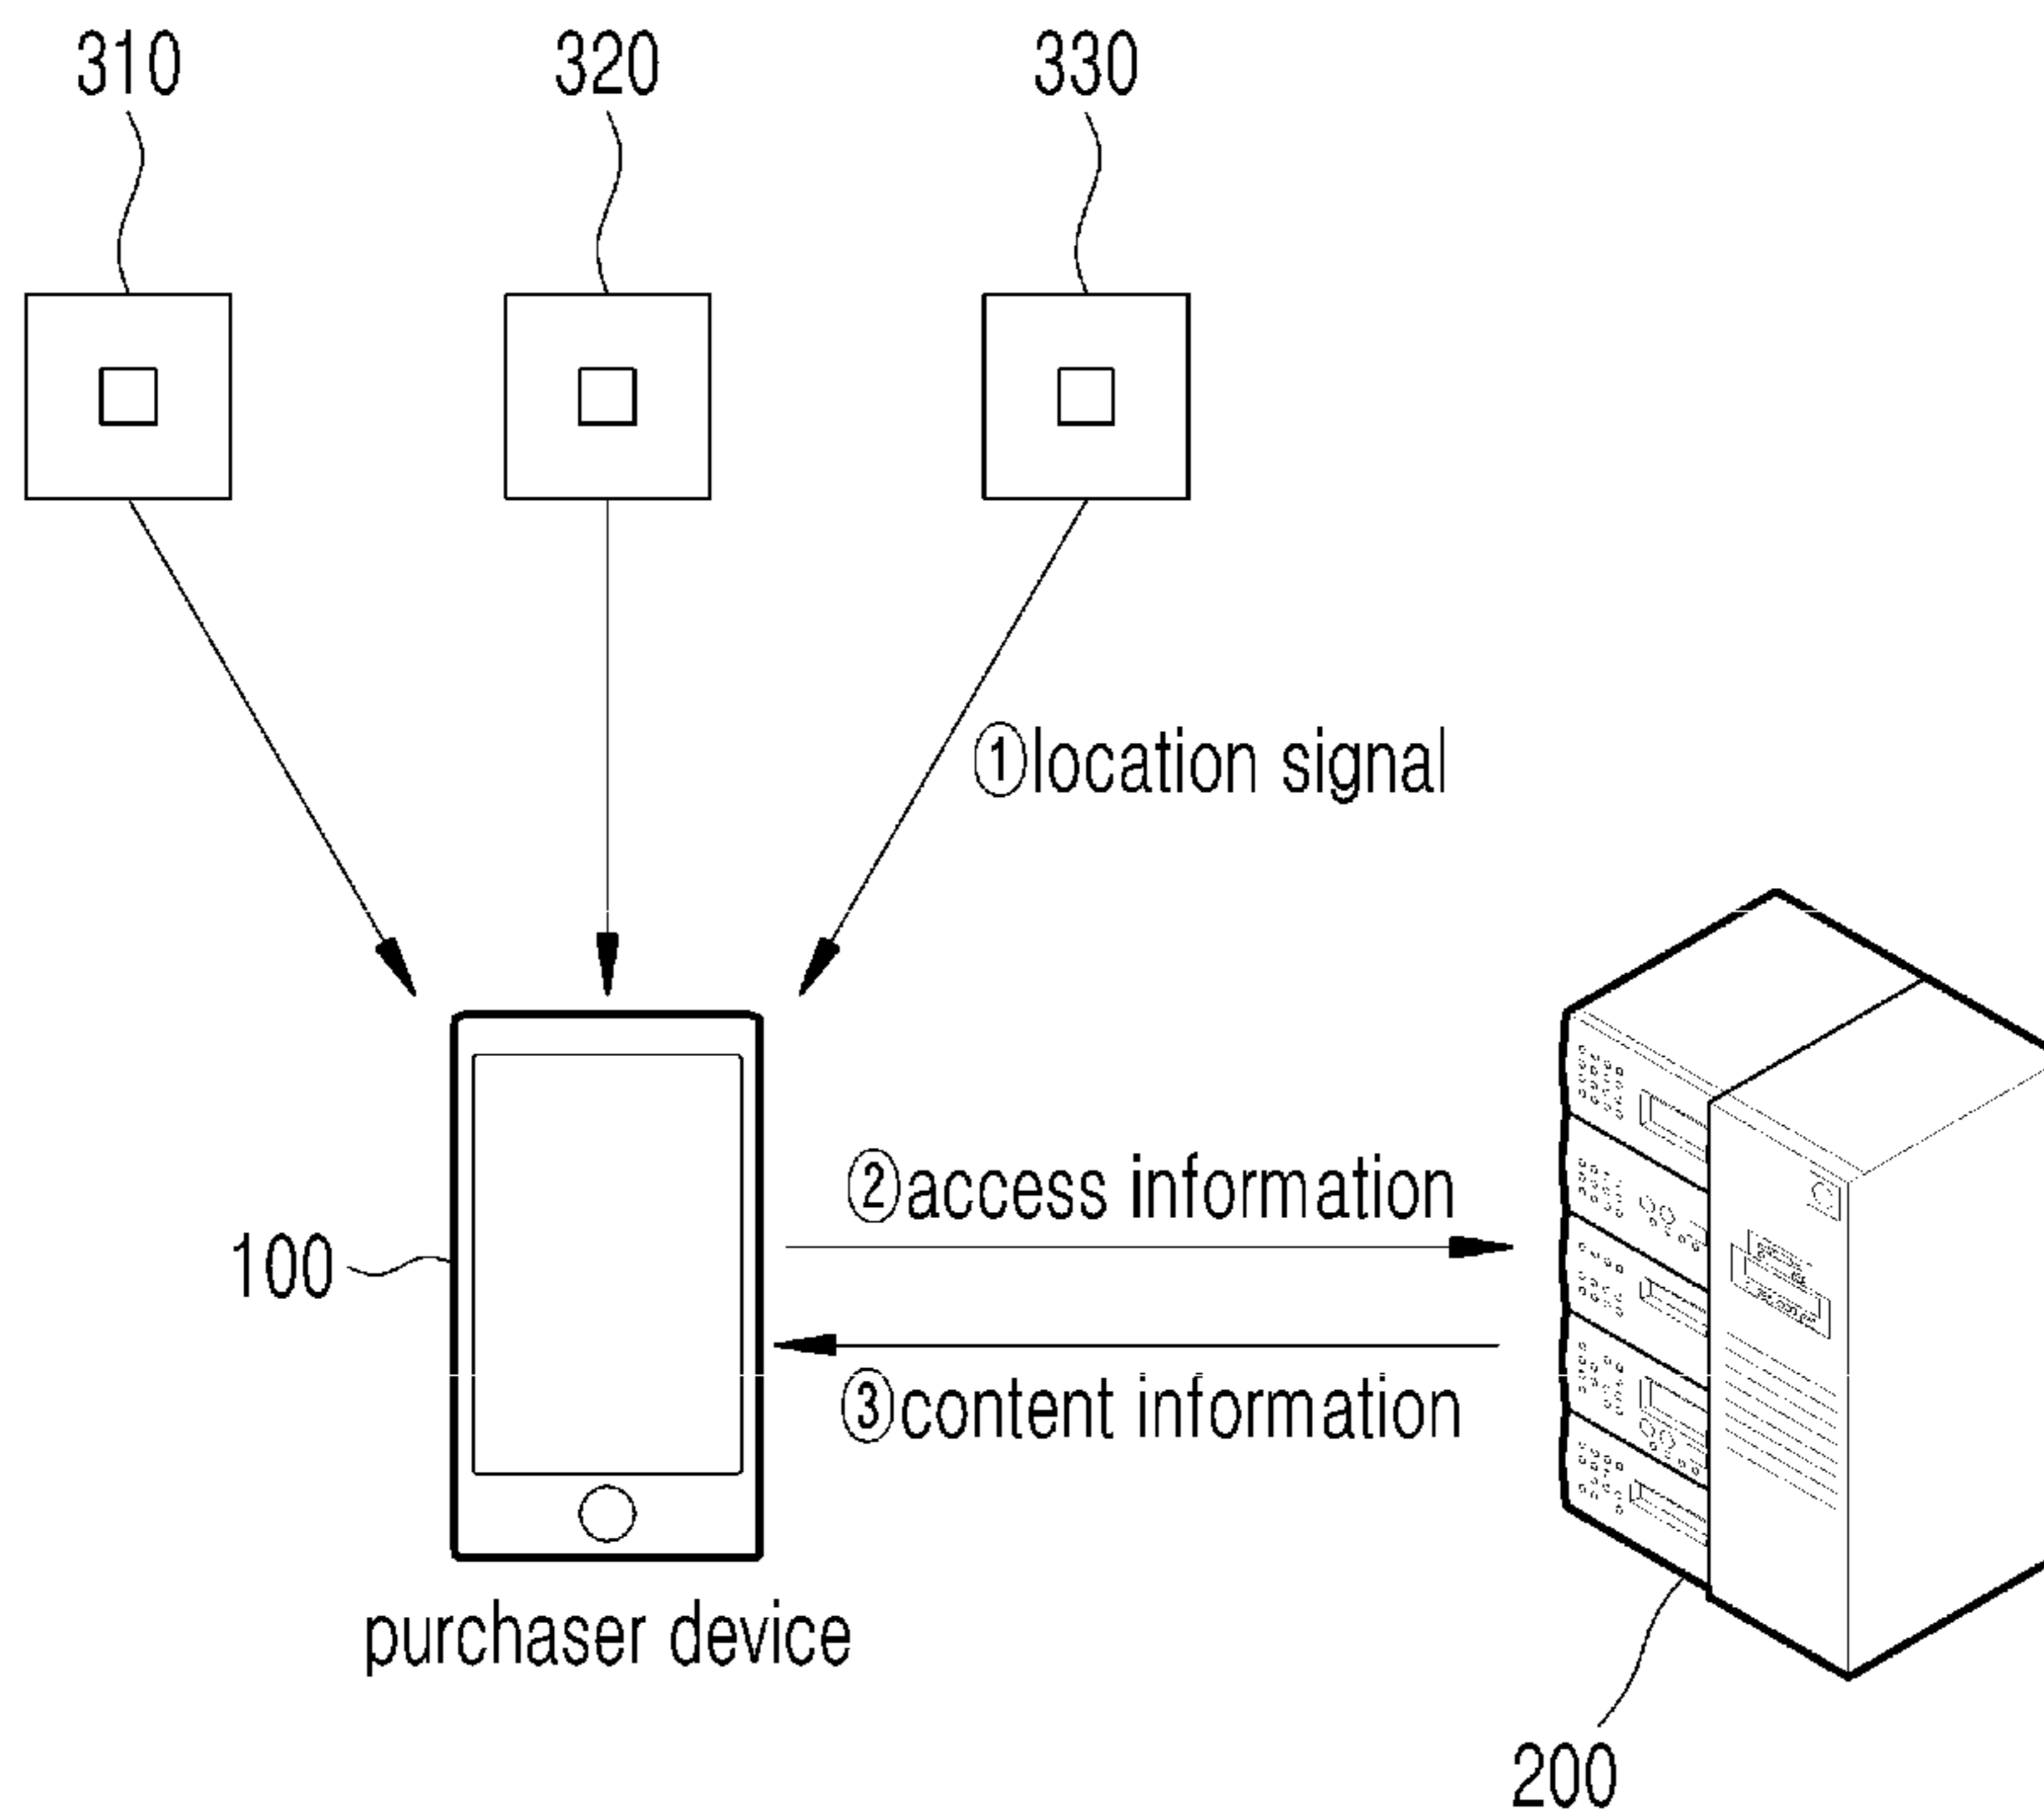 310
320
330
①location signal
②access information
100
③content information
purchaser device
200